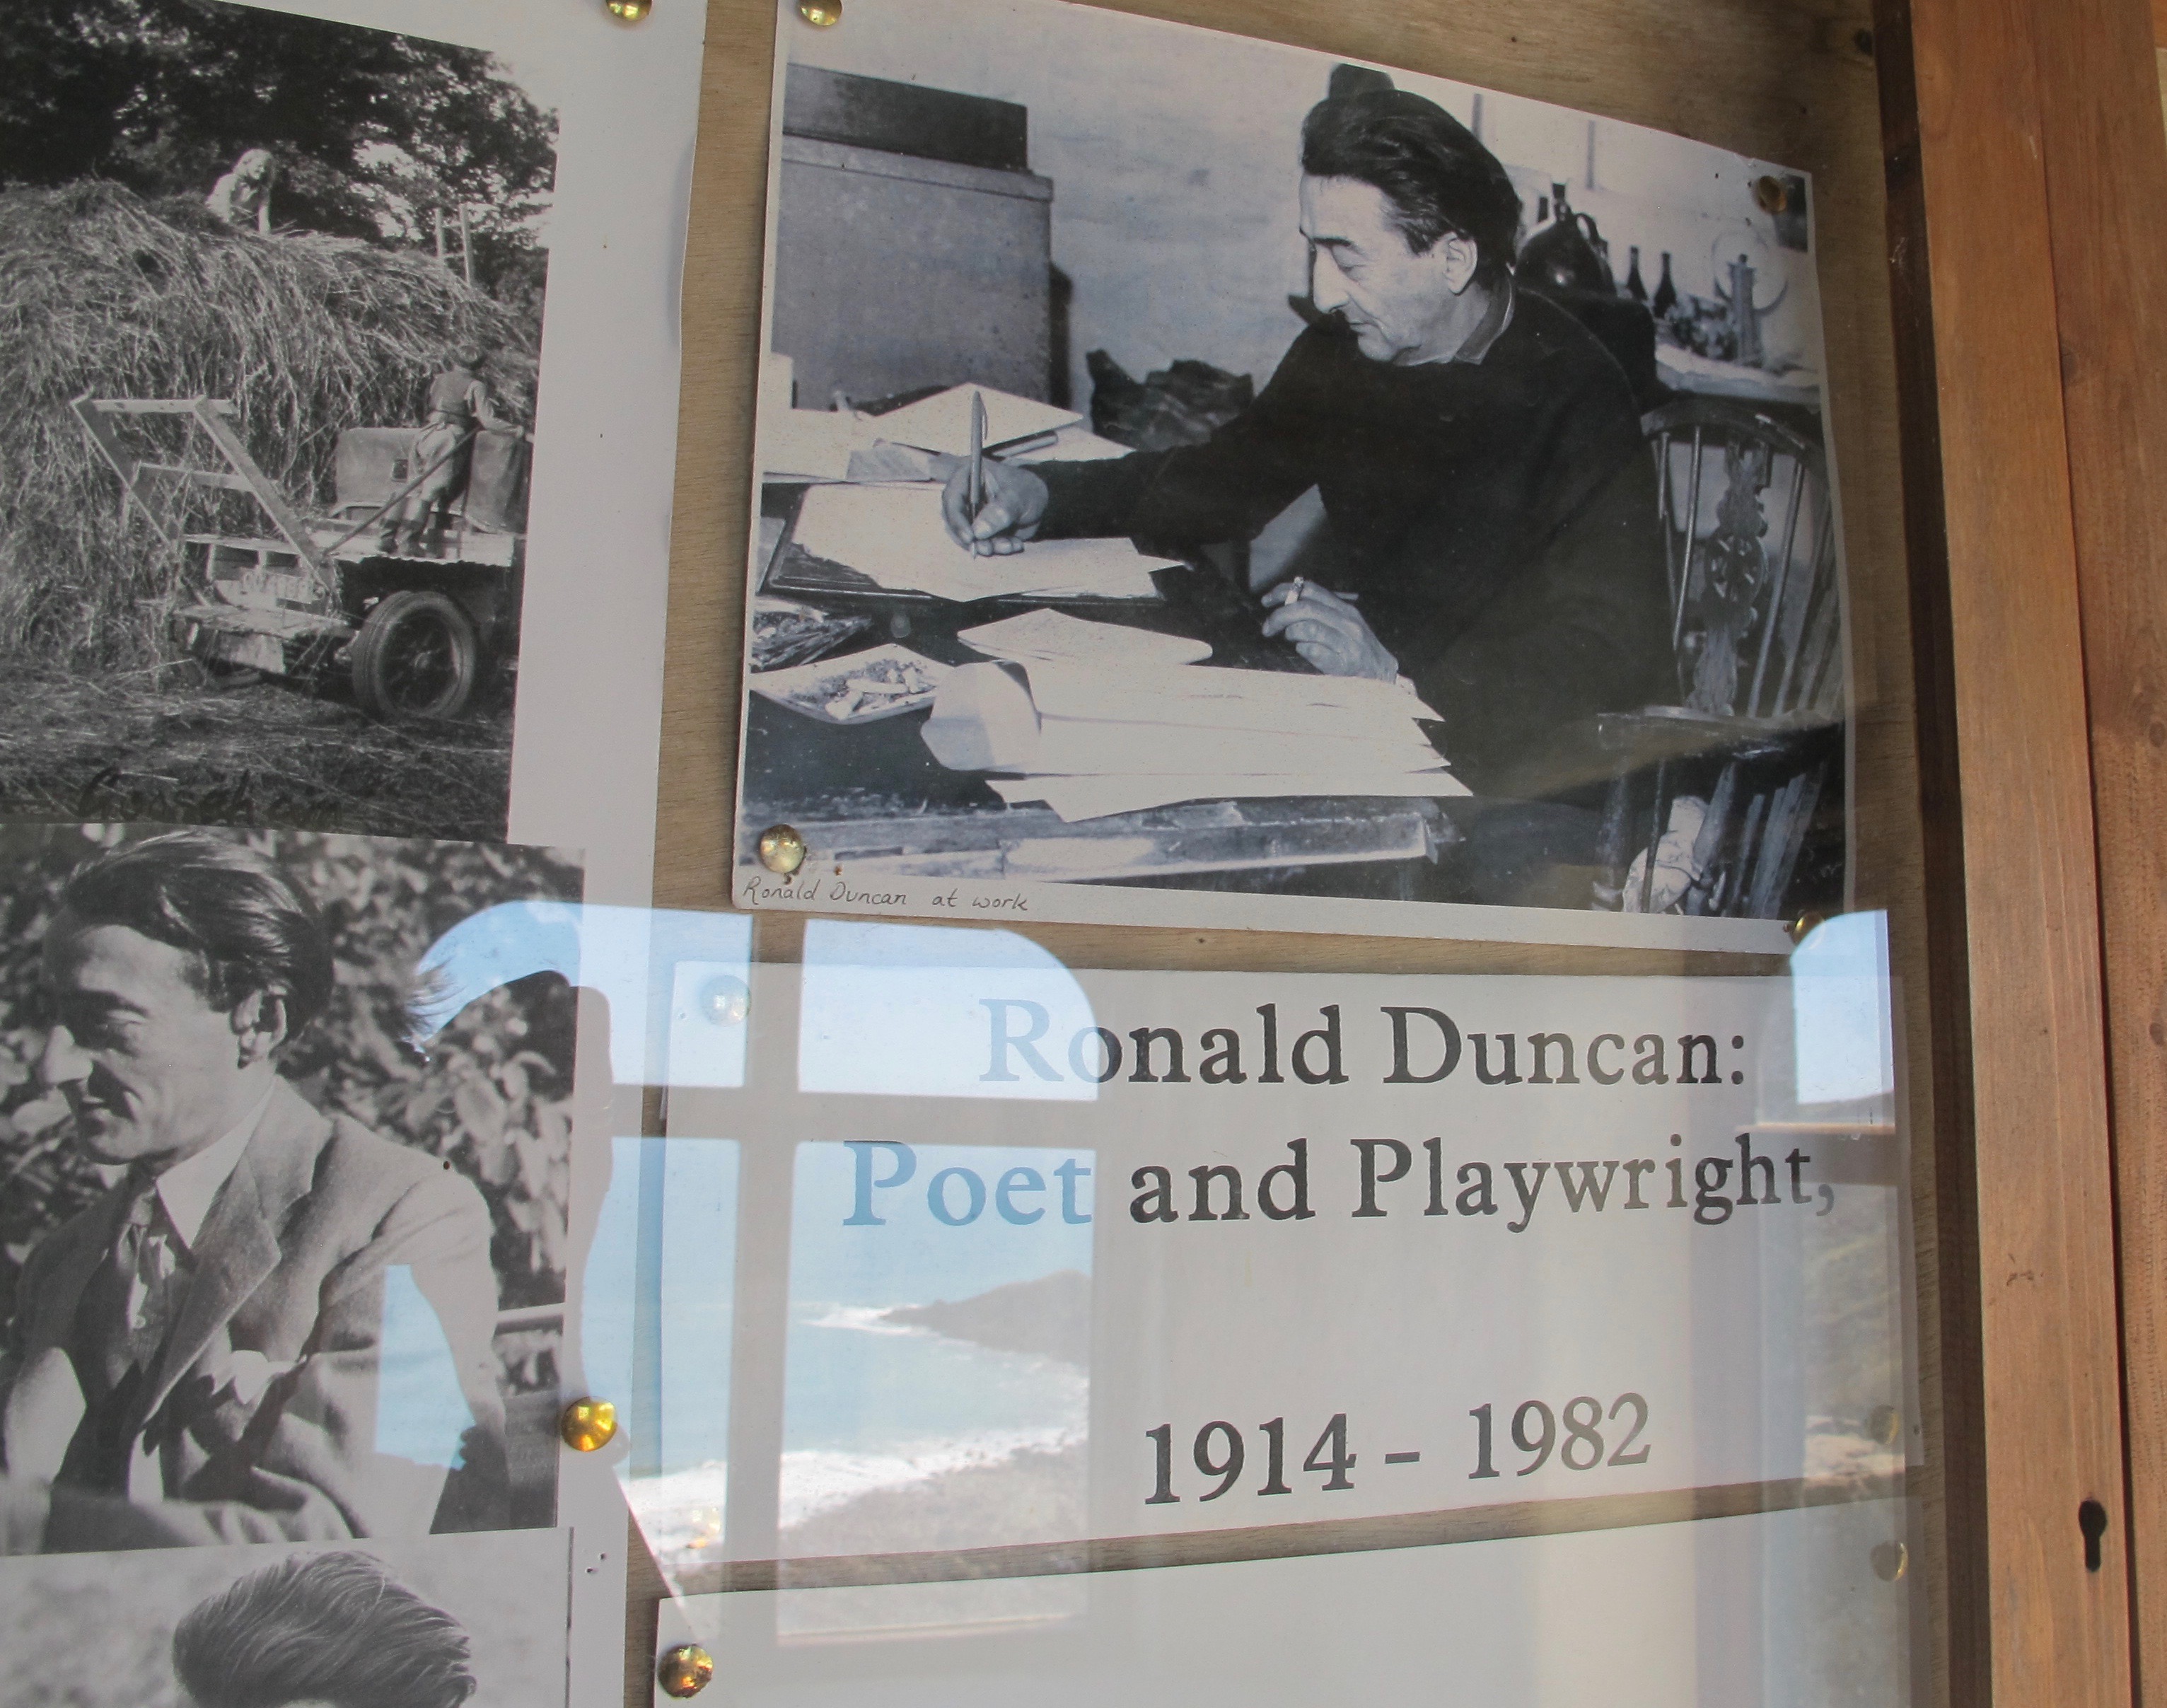 Ronald Duncan at work
Ronald Duncan:
Poet and Playwright,
1914 - 1982